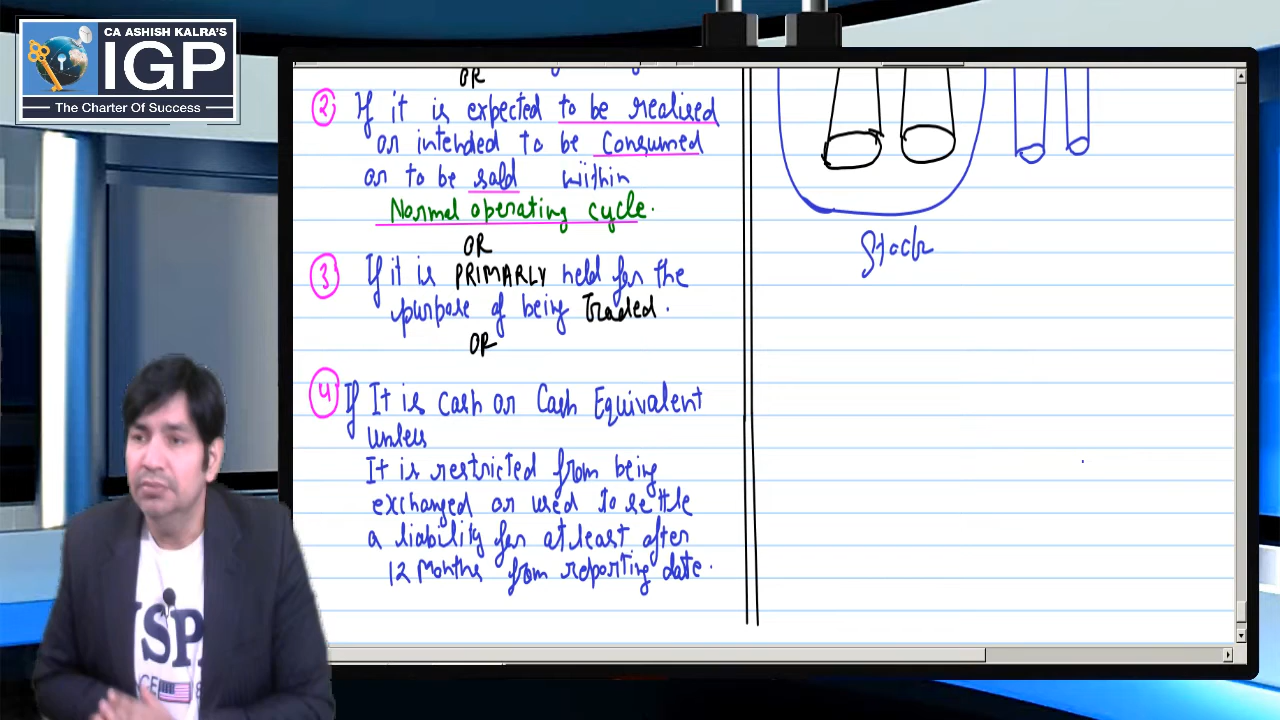 CA ASHISH KALRA'S
IGP
The Charter Of Success
OR
② If it is expected to be realised
or intended to be Consumed
or to be sold within
Normal operating cycle.
OR
③ If it is PRIMARLY held for the
purpose of being Traded.
OR
④ If It is Cash or Cash Equivalent
unless
It is restricted from being
exchanged or used to settle
a liability for at least after
12 Months from reporting date.
Stock